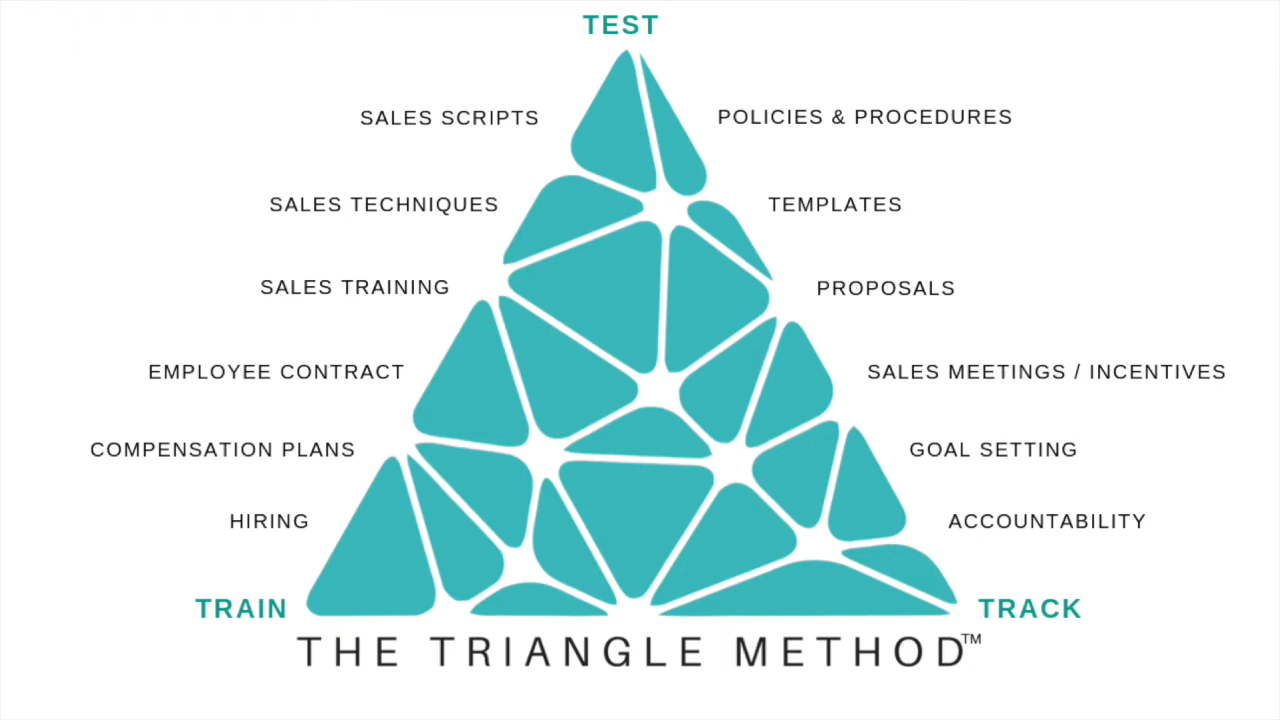 TEST
SALES SCRIPTS
POLICIES & PROCEDURES
SALES TECHNIQUES
TEMPLATES
SALES TRAINING
PROPOSALS
EMPLOYEE CONTRACT
SALES MEETINGS / INCENTIVES
COMPENSATION PLANS
GOAL SETTING
HIRING
ACCOUNTABILITY
TRAIN
TRACK
THE TRIANGLE METHOD™